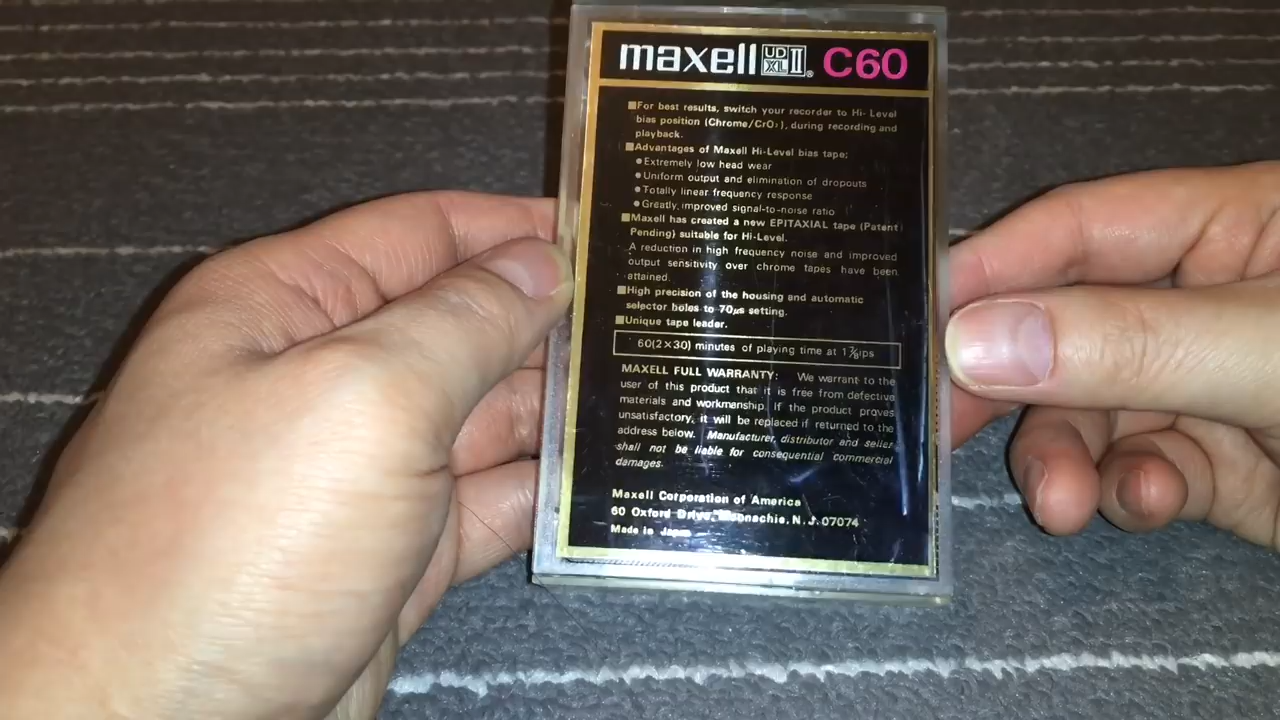 maxell UD XL II ® C60
■For best results, switch your recorder to Hi-Level
bias position (Chrome/CrO₂), during recording and
playback.
■Advantages of Maxell Hi-Level bias tape;
●Extremely low head wear
●Uniform output and elimination of dropouts
●Totally linear frequency response
●Greatly improved signal-to-noise ratio
■Maxell has created a new EPITAXIAL tape (Patent
Pending) suitable for Hi-Level.
A reduction in high frequency noise and improved
output sensitivity over chrome tapes have been
attained.
■High precision of the housing and automatic
selector holes to 70μs setting.
■Unique tape leader.
60(2×30) minutes of playing time at 1⅞ips
MAXELL FULL WARRANTY: We warrant to the
user of this product that it is free from defective
materials and workmanship. If the product proves
unsatisfactory, it will be replaced if returned to the
address below. Manufacturer, distributor and seller
shall not be liable for consequential commercial
damages.
Maxell Corporation of America
60 Oxford Drive, Moonachie, N.J. 07074
Made in Japan